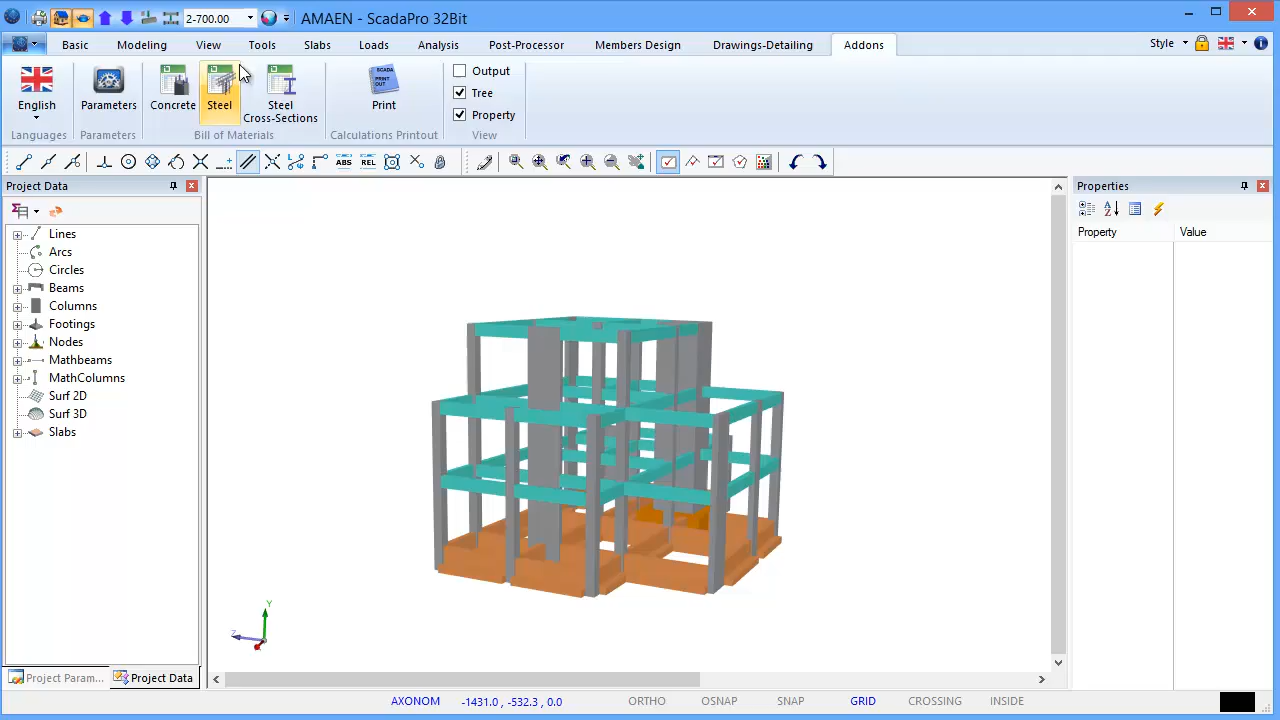 2-700.00
AMAEN - ScadaPro 32Bit
Basic Modeling View Tools Slabs Loads Analysis Post-Processor Members Design Drawings-Detailing Addons Style
English
Languages
Parameters
Parameters
Concrete
Steel
Steel
Cross-Sections
Bill of Materials
SCADA
PRINT
OUT
Print
Calculations Printout
Output
Tree
Property
View
ABS REL
Project Data
Lines
Arcs
Circles
Beams
Columns
Footings
Nodes
Mathbeams
MathColumns
Surf 2D
Surf 3D
Slabs
Project Param...
Project Data
Y
Z
Properties
Property Value
AXONOM -1431.0 , -532.3 , 0.0 ORTHO OSNAP SNAP GRID CROSSING INSIDE